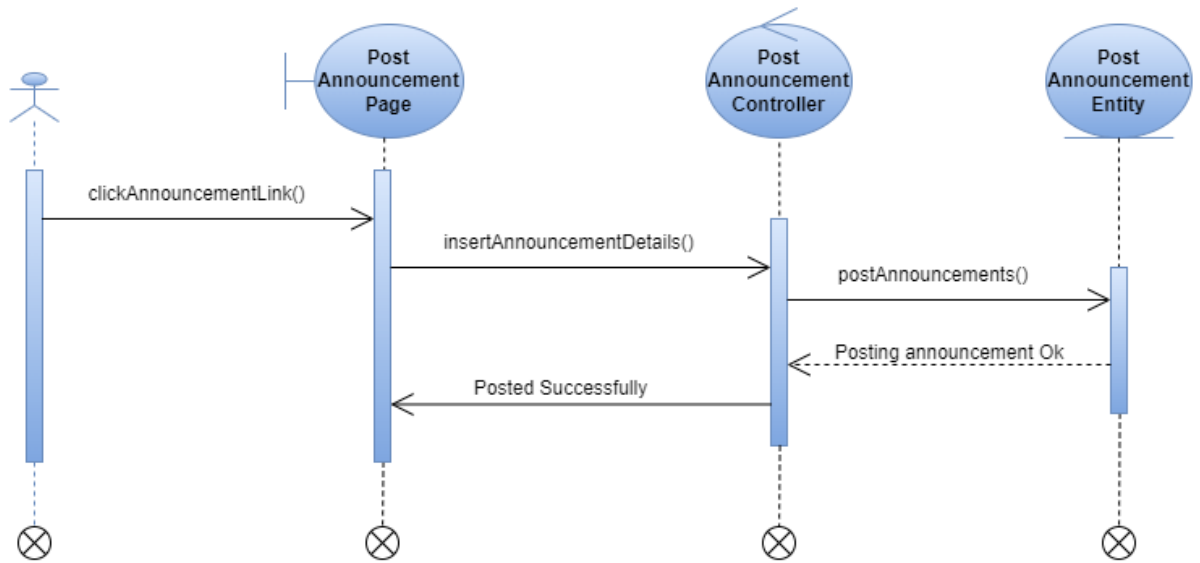 Post
Announcement
Page
Post
Announcement
Controller
Post
Announcement
Entity
clickAnnouncementLink()
insertAnnouncementDetails()
postAnnouncements()
Posting announcement Ok
Posted Successfully